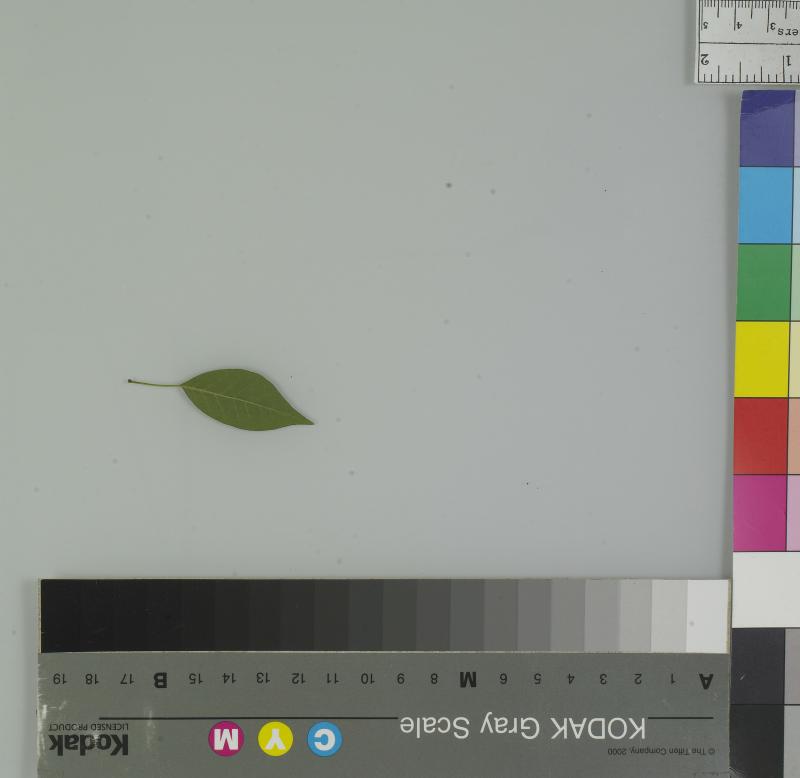 KODAK Gray Scale
C Y M
Kodak
LICENSED PRODUCT
© The Tiffen Company, 2000
A 1 2 3 4 5 6 M 8 9 10 11 12 13 14 15 B 17 18 19
1 2
ers 3 4 5